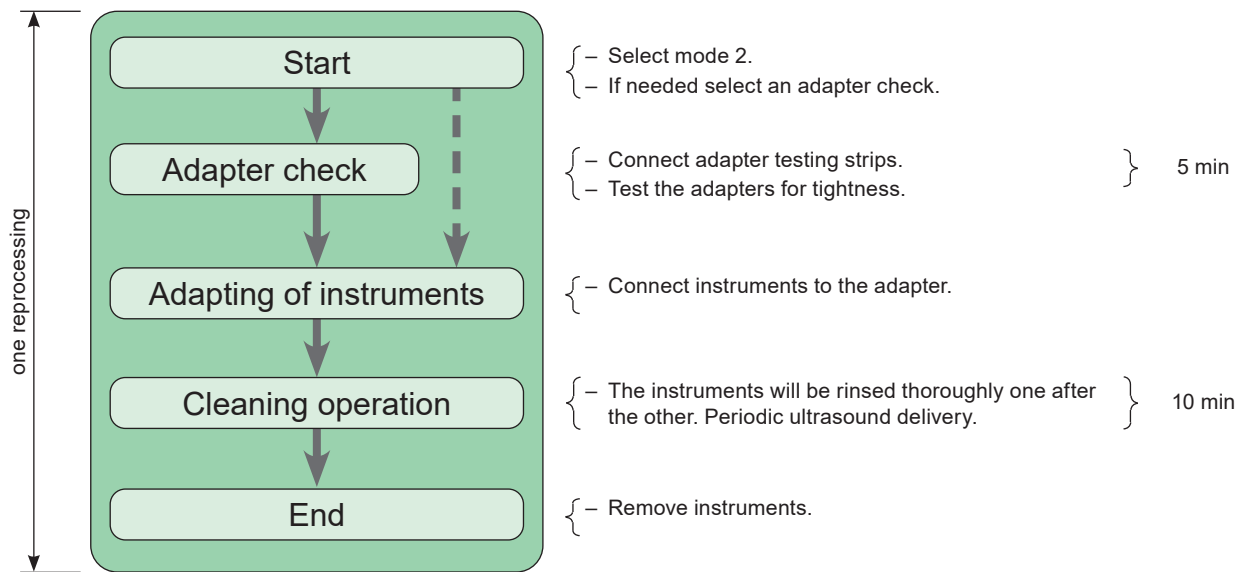 one reprocessing
Start
– Select mode 2.
– If needed select an adapter check.
Adapter check
– Connect adapter testing strips.
– Test the adapters for tightness.
5 min
Adapting of instruments
– Connect instruments to the adapter.
Cleaning operation
– The instruments will be rinsed thoroughly one after
the other. Periodic ultrasound delivery.
10 min
End
– Remove instruments.